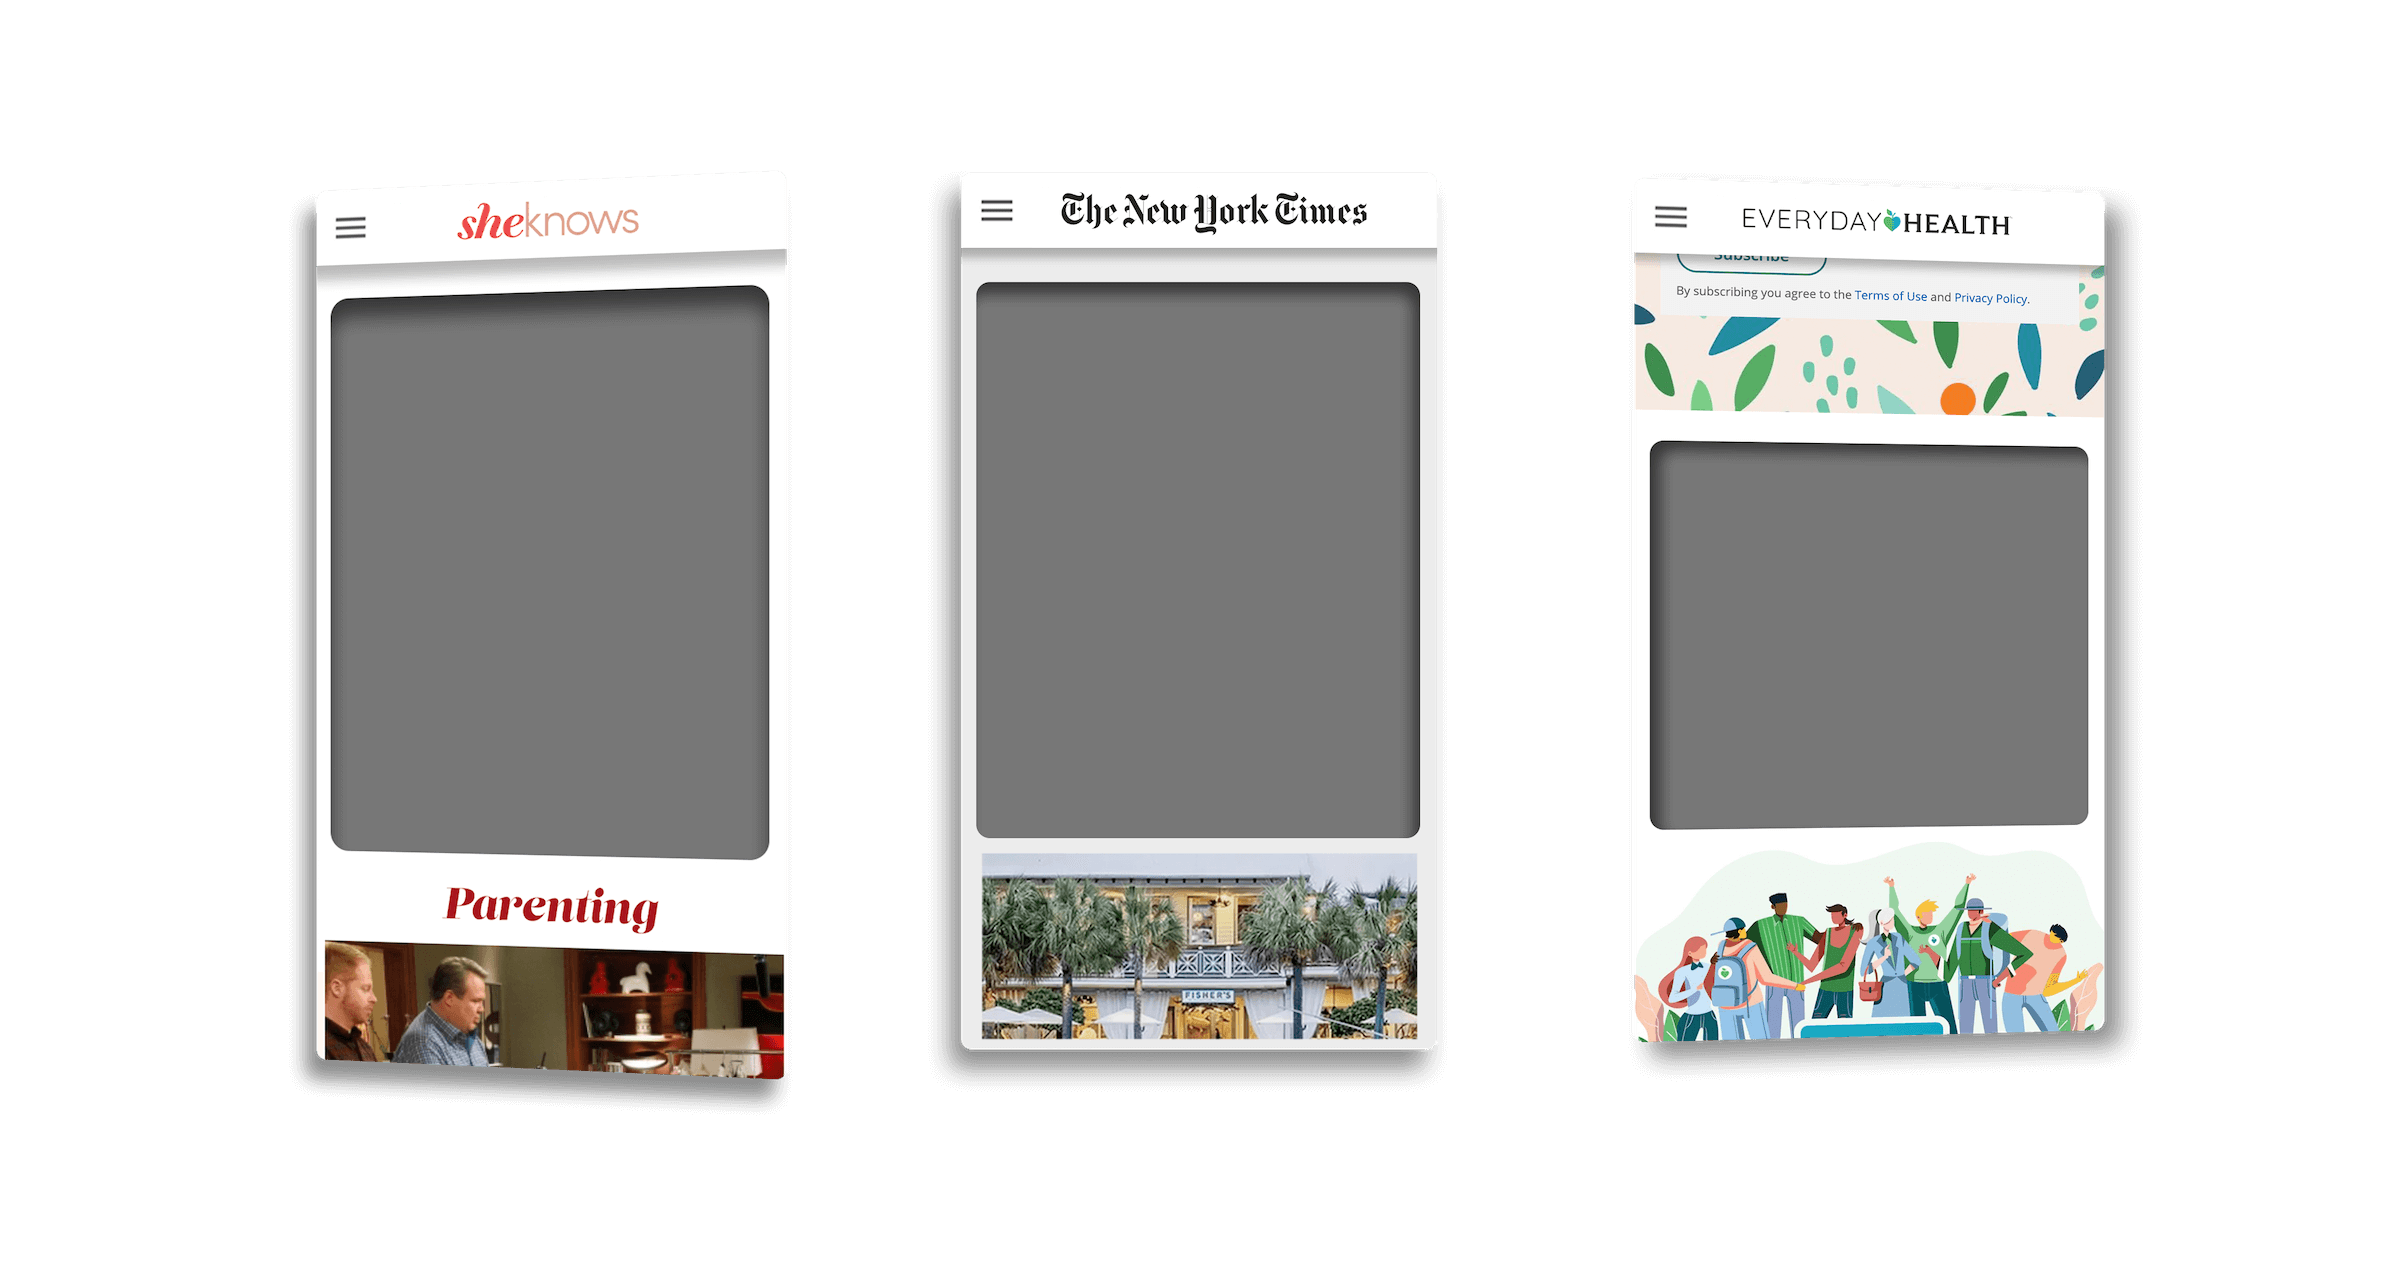 sheknows
Parenting
The New York Times
FISHER'S
EVERYDAY HEALTH
Subscribe
By subscribing you agree to the Terms of Use and Privacy Policy.